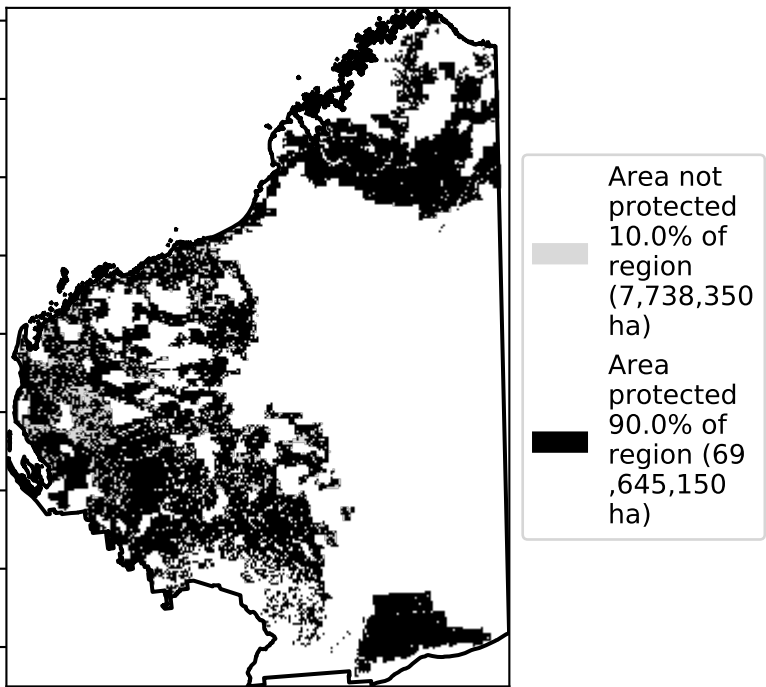 Area not
protected
10.0% of
region
(7,738,350
ha)
Area
protected
90.0% of
region (69
,645,150
ha)